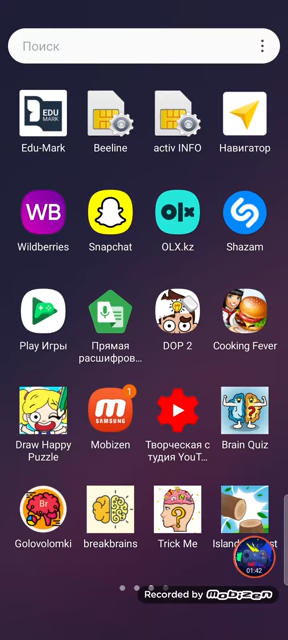 Поиск
EDU
MARK
Edu-Mark
Beeline
activ INFO
Навигатор
WB
olx
Wildberries
Snapchat
OLX.kz
Shazam
Play Игры
Прямая
расшифров...
DOP 2
Cooking Fever
1
SAMSUNG
Draw Happy
Puzzle
Mobizen
Творческая с
тудия YouT...
Brain Quiz
Br
Golovolomki
breakbrains
Trick Me
01:42
Recorded by mobizen